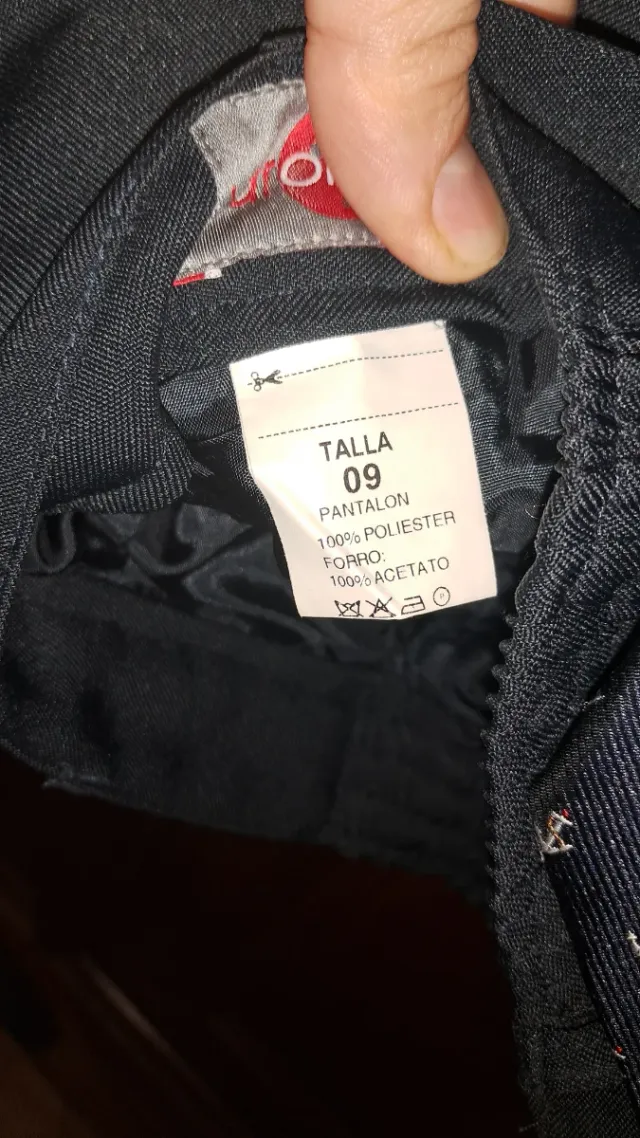 TALLA
09
PANTALON
100% POLIESTER
FORRO:
100% ACETATO
P